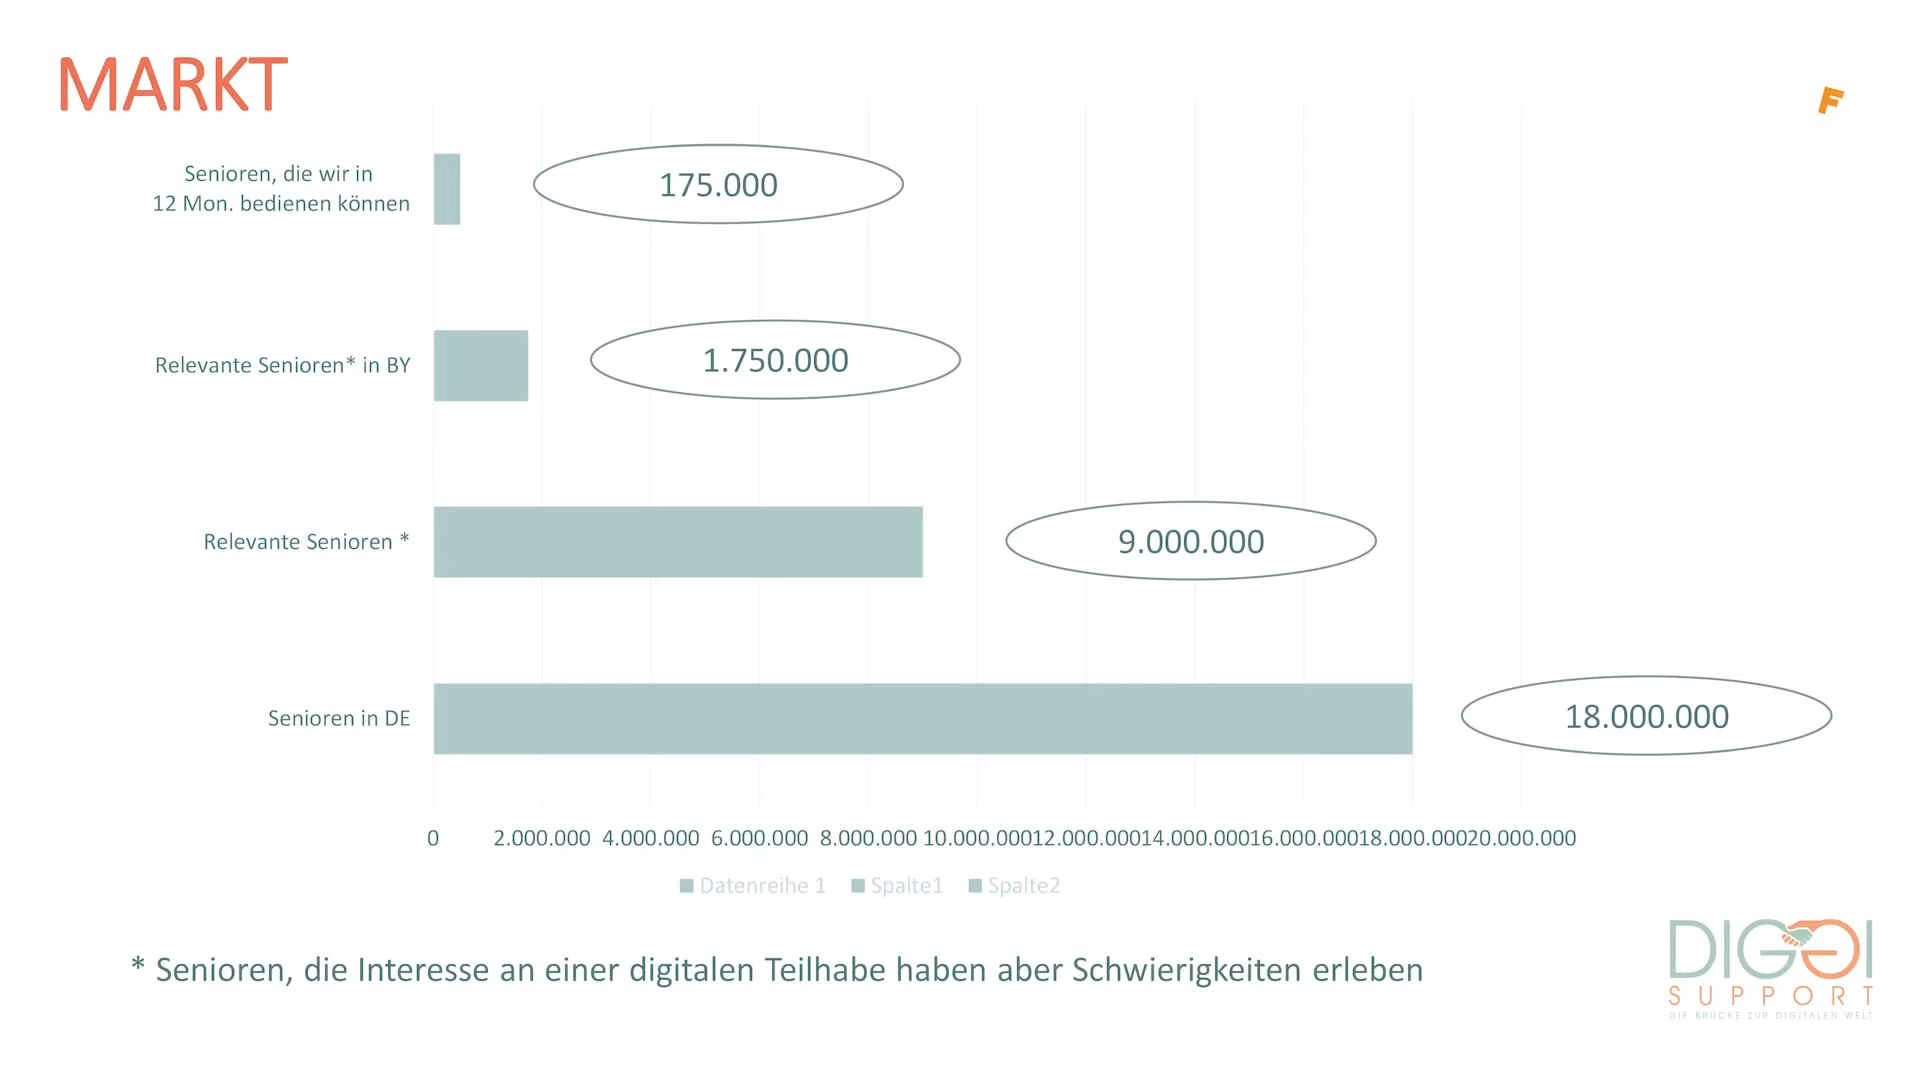 MARKT
F
Senioren, die wir in
12 Mon. bedienen können
175.000
Relevante Senioren* in BY
1.750.000
Relevante Senioren *
9.000.000
Senioren in DE
18.000.000
0 2.000.000 4.000.000 6.000.000 8.000.000 10.000.000 12.000.000 14.000.000 16.000.000 18.000.000 20.000.000
Datenreihe 1 Spalte1 Spalte2
* Senioren, die Interesse an einer digitalen Teilhabe haben aber Schwierigkeiten erleben
DIGGI
SUPPORT
DIE BRÜCKE ZUR DIGITALEN WELT